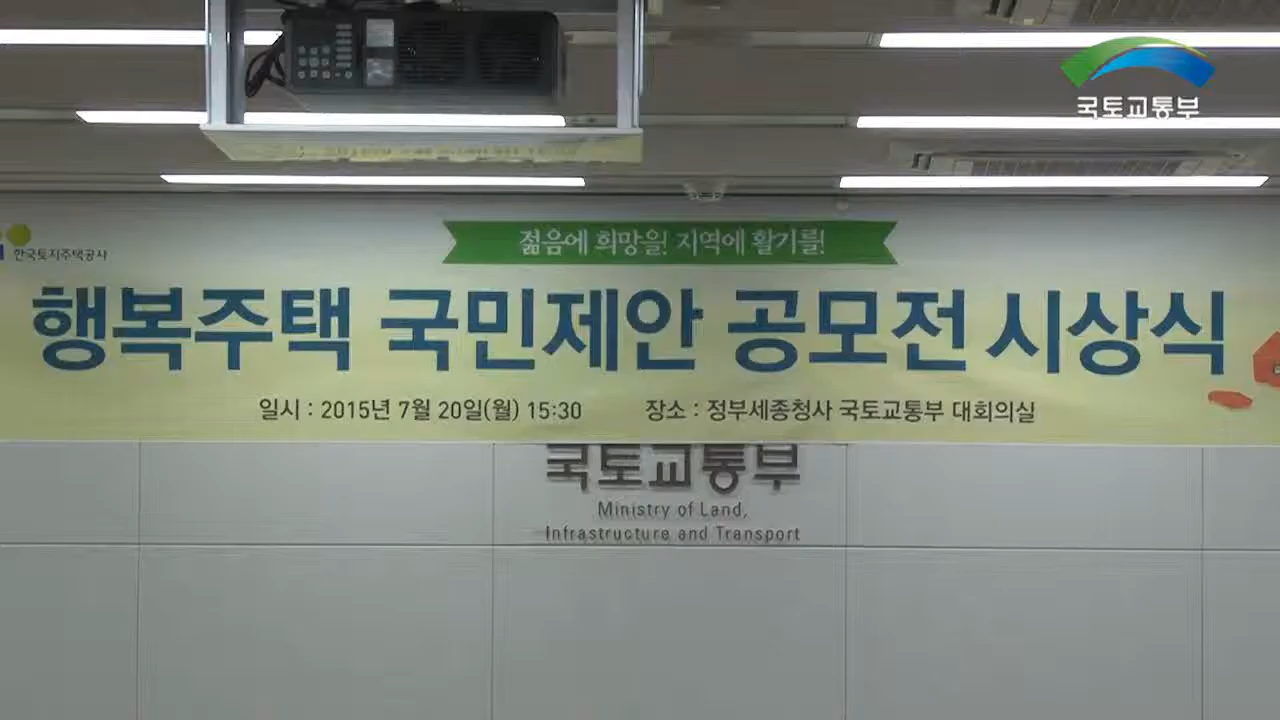 국토교통부
한국토지주택공사
젊음에 희망을! 지역에 활기를!
행복주택 국민제안 공모전 시상식
일시 : 2015년 7월 20일(월) 15:30 장소 : 정부세종청사 국토교통부 대회의실
국토교통부
Ministry of Land,
Infrastructure and Transport